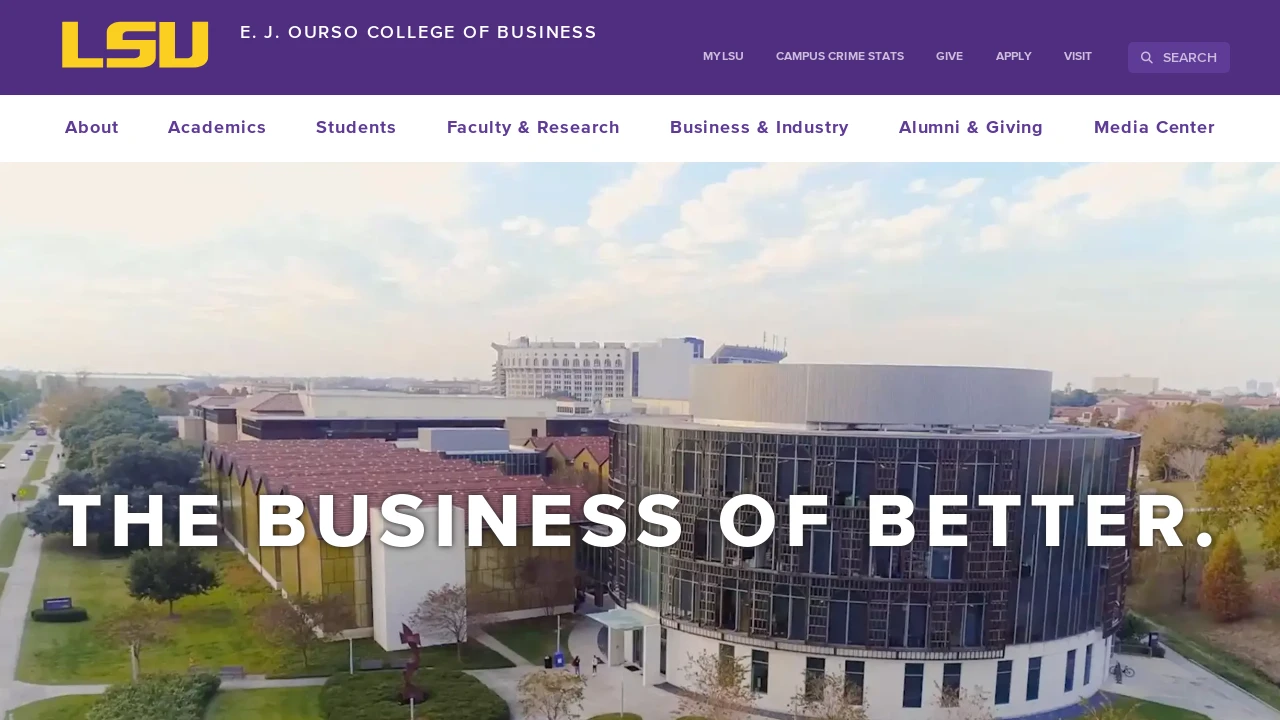 LSU
E. J. OURSO COLLEGE OF BUSINESS
MYLSU CAMPUS CRIME STATS GIVE APPLY VISIT SEARCH
About Academics Students Faculty & Research Business & Industry Alumni & Giving Media Center
THE BUSINESS OF BETTER.